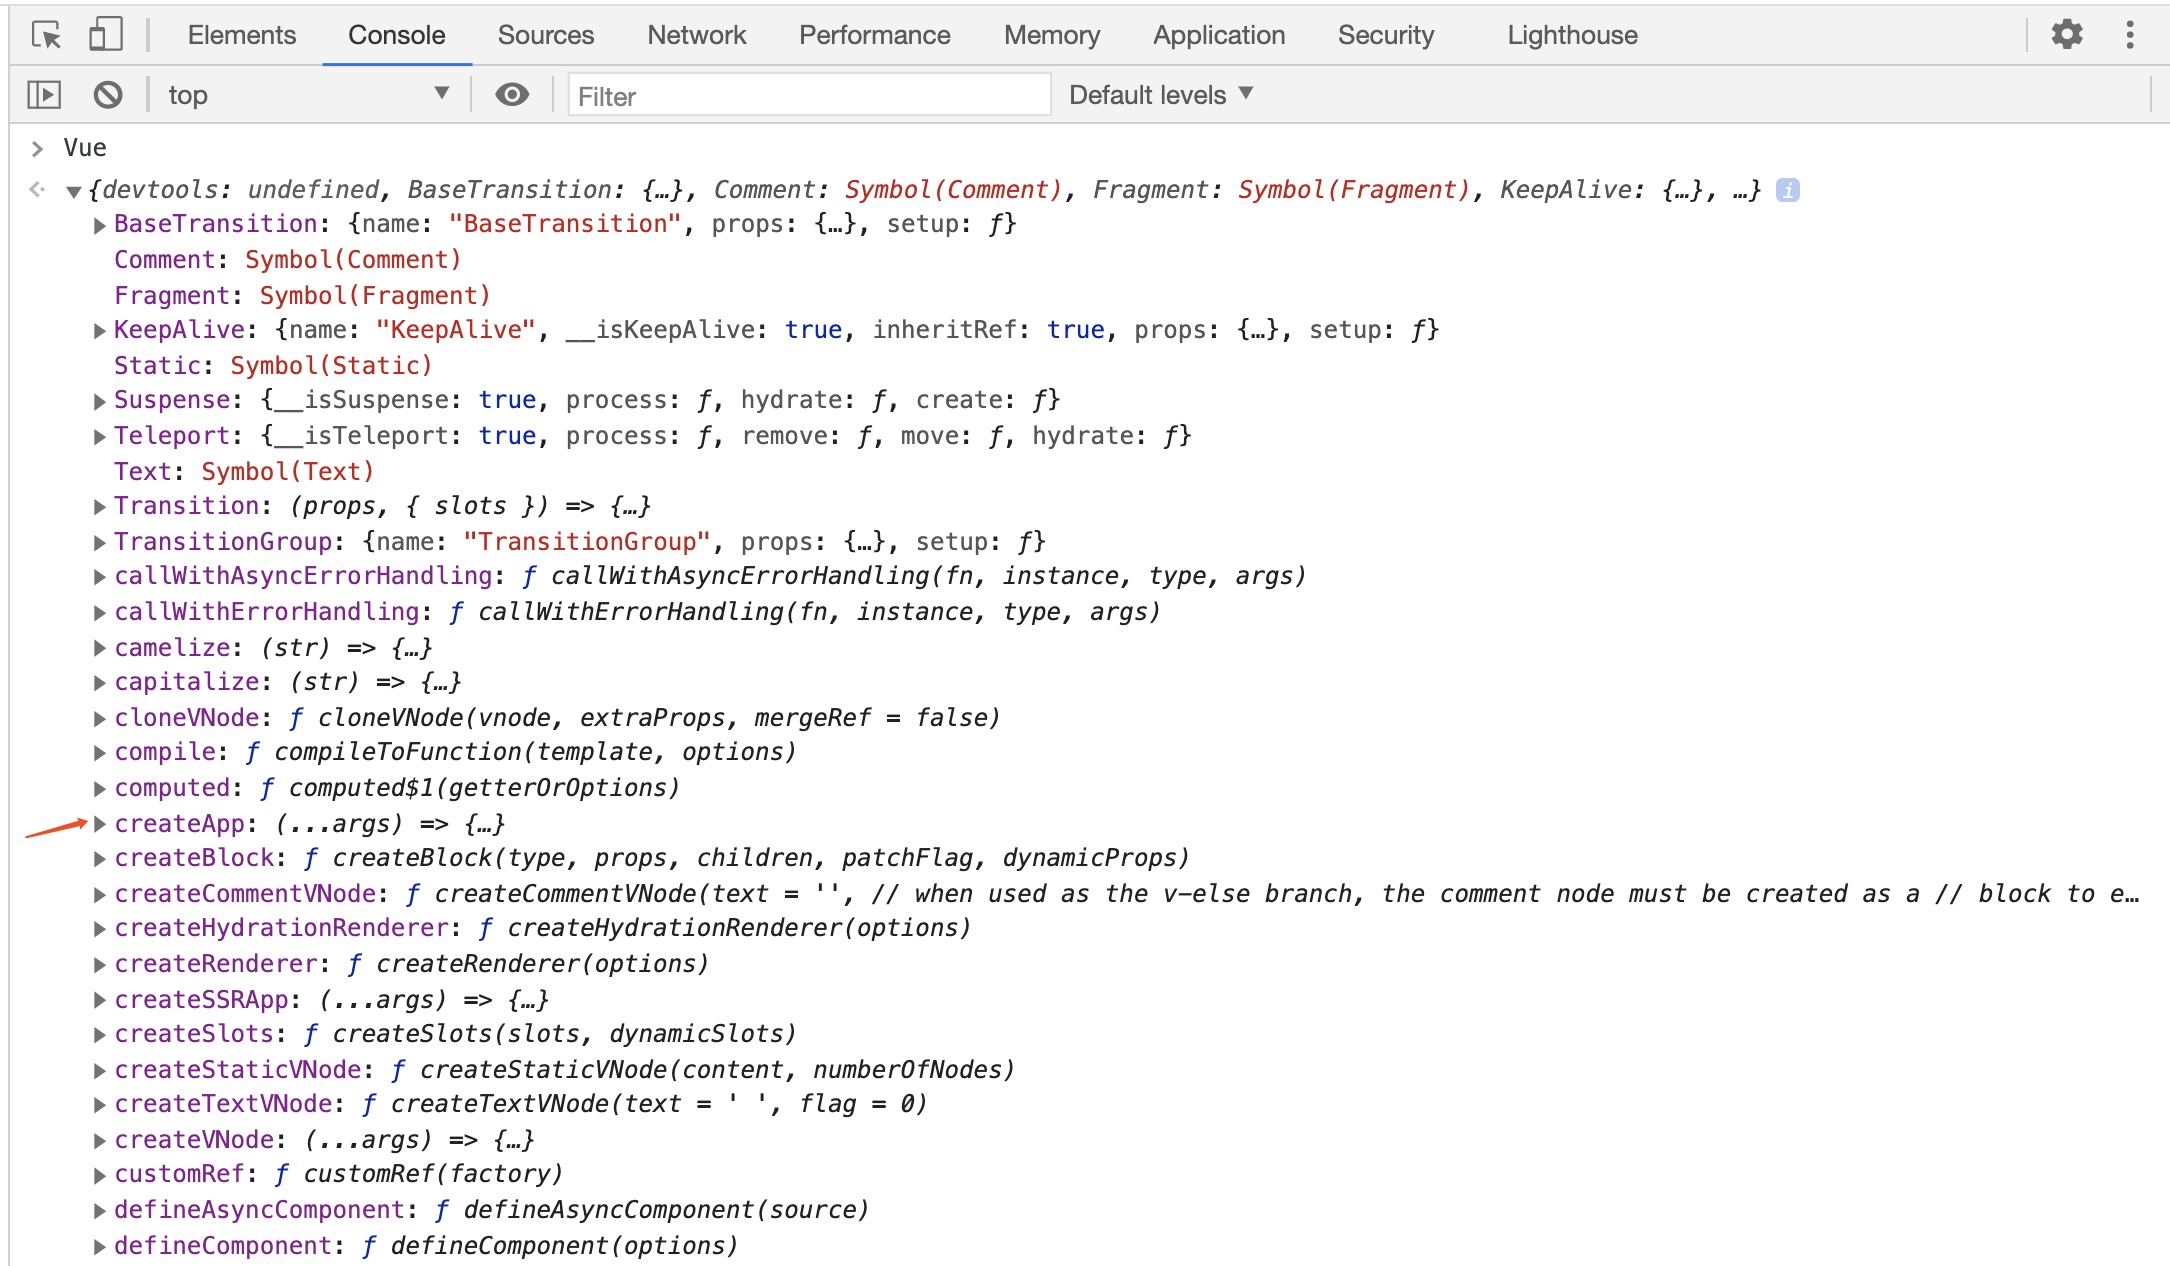 Elements Console Sources Network Performance Memory Application Security Lighthouse
top Filter Default levels
Vue
{devtools: undefined, BaseTransition: {…}, Comment: Symbol(Comment), Fragment: Symbol(Fragment), KeepAlive: {…}, …} i
BaseTransition: {name: "BaseTransition", props: {…}, setup: ƒ}
Comment: Symbol(Comment)
Fragment: Symbol(Fragment)
KeepAlive: {name: "KeepAlive", __isKeepAlive: true, inheritRef: true, props: {…}, setup: ƒ}
Static: Symbol(Static)
Suspense: {__isSuspense: true, process: ƒ, hydrate: ƒ, create: ƒ}
Teleport: {__isTeleport: true, process: ƒ, remove: ƒ, move: ƒ, hydrate: ƒ}
Text: Symbol(Text)
Transition: (props, { slots }) => {…}
TransitionGroup: {name: "TransitionGroup", props: {…}, setup: ƒ}
callWithAsyncErrorHandling: ƒ callWithAsyncErrorHandling(fn, instance, type, args)
callWithErrorHandling: ƒ callWithErrorHandling(fn, instance, type, args)
camelize: (str) => {…}
capitalize: (str) => {…}
cloneVNode: ƒ cloneVNode(vnode, extraProps, mergeRef = false)
compile: ƒ compileToFunction(template, options)
computed: ƒ computed$1(getterOrOptions)
createApp: (...args) => {…}
createBlock: ƒ createBlock(type, props, children, patchFlag, dynamicProps)
createCommentVNode: ƒ createCommentVNode(text = '', // when used as the v-else branch, the comment node must be created as a // block to e…
createHydrationRenderer: ƒ createHydrationRenderer(options)
createRenderer: ƒ createRenderer(options)
createSSRApp: (...args) => {…}
createSlots: ƒ createSlots(slots, dynamicSlots)
createStaticVNode: ƒ createStaticVNode(content, numberOfNodes)
createTextVNode: ƒ createTextVNode(text = ' ', flag = 0)
createVNode: (...args) => {…}
customRef: ƒ customRef(factory)
defineAsyncComponent: ƒ defineAsyncComponent(source)
defineComponent: ƒ defineComponent(options)